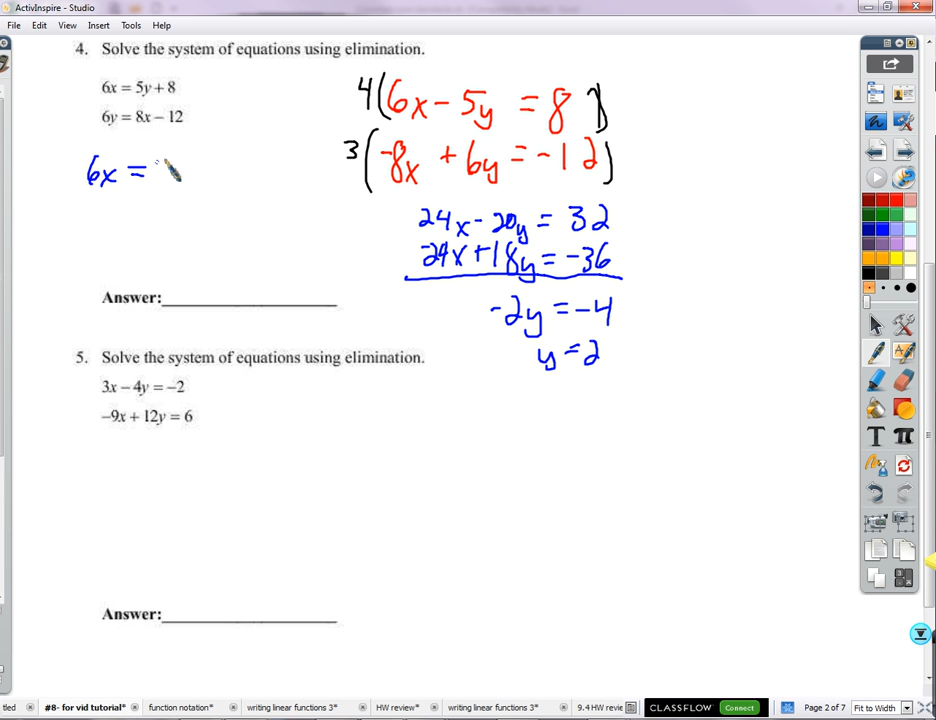 ActivInspire - Studio
File Edit View Insert Tools Help
4. Solve the system of equations using elimination.
6x = 5y + 8
6y = 8x − 12
6x =
4(6x − 5y = 8)
3(-8x + 6y = -12)
24x - 20y = 32
-24x + 18y = -36
-2y = -4
y = 2
Answer:
5. Solve the system of equations using elimination.
3x − 4y = −2
−9x + 12y = 6
Answer:
titled #8- for vid tutorial* function notation* writing linear functions 3* HW review* writing linear functions 3* 9.4 HW revie CLASSFLOW Connect Page 2 of 7 Fit to Width